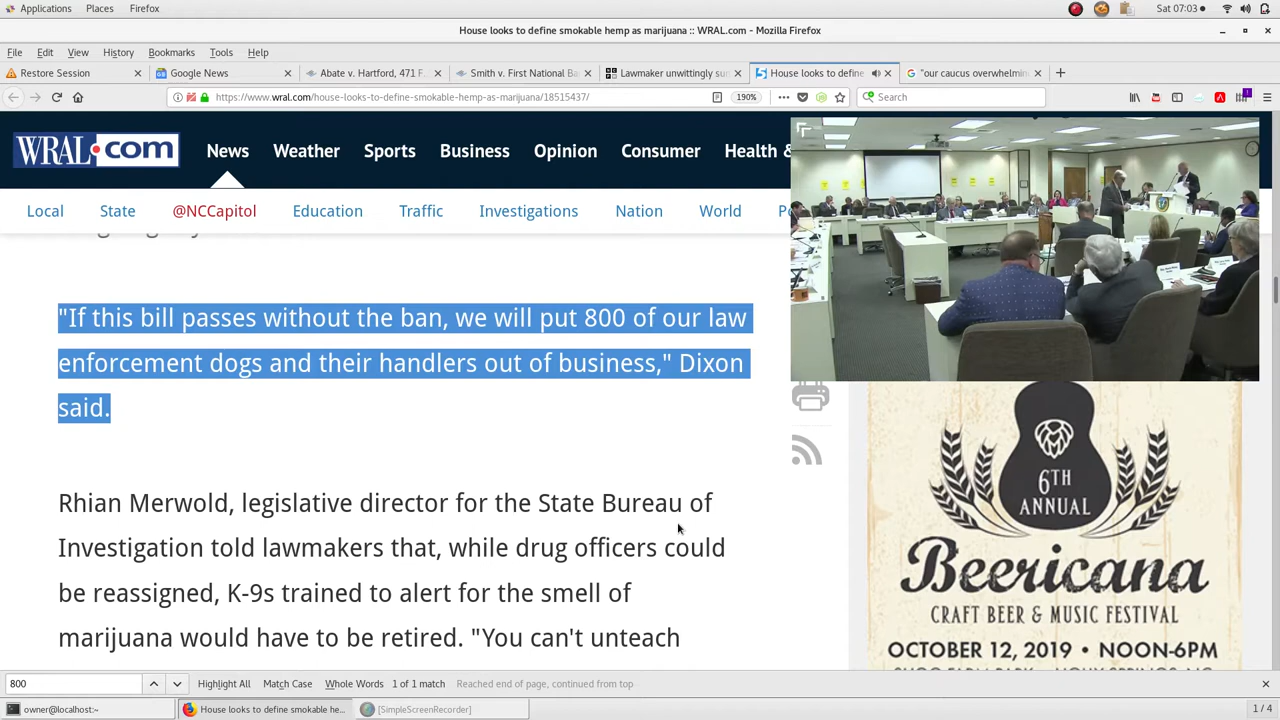 Applications Places Firefox Sat 07:03
House looks to define smokable hemp as marijuana :: WRAL.com - Mozilla Firefox
File Edit View History Bookmarks Tools Help
Restore Session Google News Abate v. Hartford, 471 F Smith v. First National Ba Lawmaker unwittingly su House looks to define "our caucus overwhelmin
https://www.wral.com/house-looks-to-define-smokable-hemp-as-marijuana/18515437/ 190% Search
WRAL.com News Weather Sports Business Opinion Consumer Health &
Local State @NCCapitol Education Traffic Investigations Nation World
"If this bill passes without the ban, we will put 800 of our law
enforcement dogs and their handlers out of business," Dixon
said.
Rhian Merwold, legislative director for the State Bureau of
Investigation told lawmakers that, while drug officers could
be reassigned, K-9s trained to alert for the smell of
marijuana would have to be retired. "You can't unteach
6TH
ANNUAL
Beericana
CRAFT BEER & MUSIC FESTIVAL
OCTOBER 12, 2019 • NOON-6PM
800 Highlight All Match Case Whole Words 1 of 1 match Reached end of page, continued from top
owner@localhost:~ House looks to define smokable he... [SimpleScreenRecorder] 1 / 4